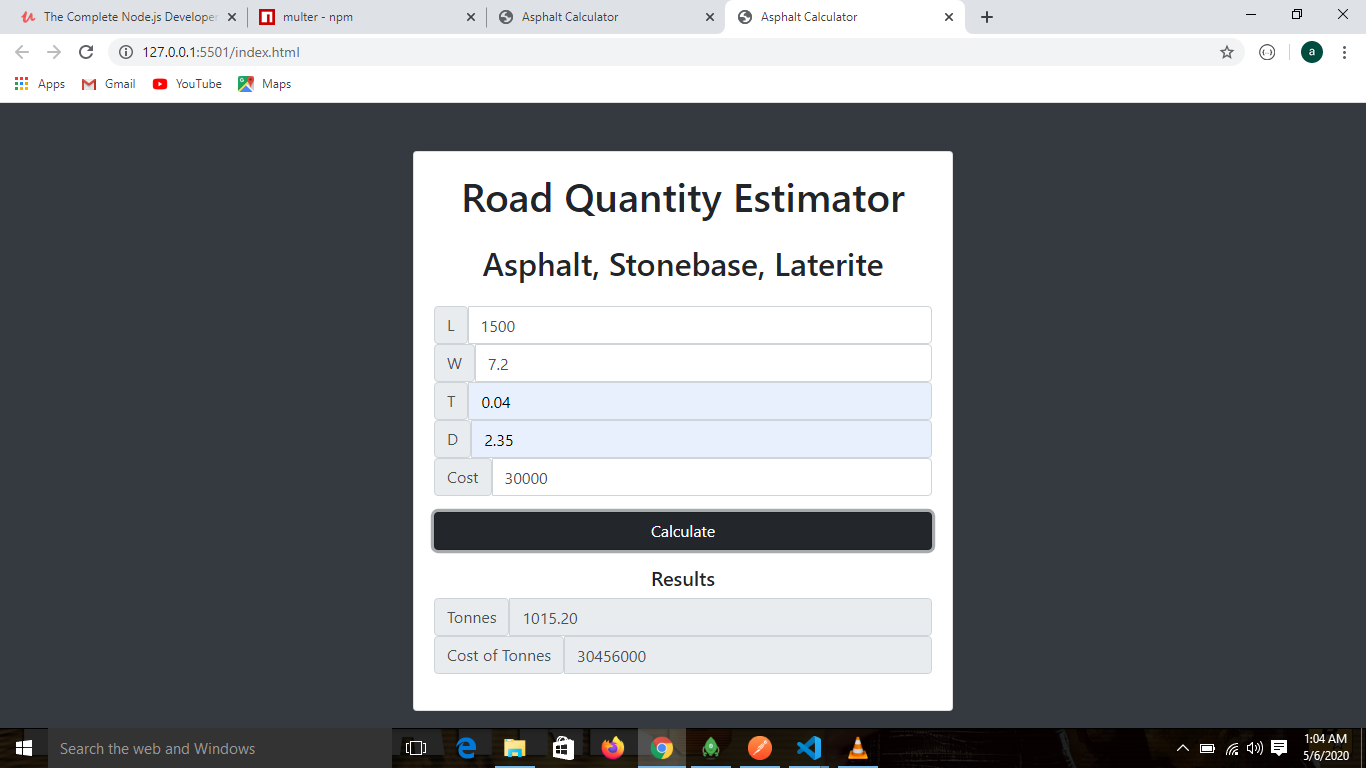 The Complete Node.js Developer
multer - npm
Asphalt Calculator
Asphalt Calculator
127.0.0.1:5501/index.html
a
Apps
Gmail
YouTube
Maps
Road Quantity Estimator
Asphalt, Stonebase, Laterite
L 1500
W 7.2
T 0.04
D 2.35
Cost 30000
Calculate
Results
Tonnes 1015.20
Cost of Tonnes 30456000
Search the web and Windows
1:04 AM
5/6/2020